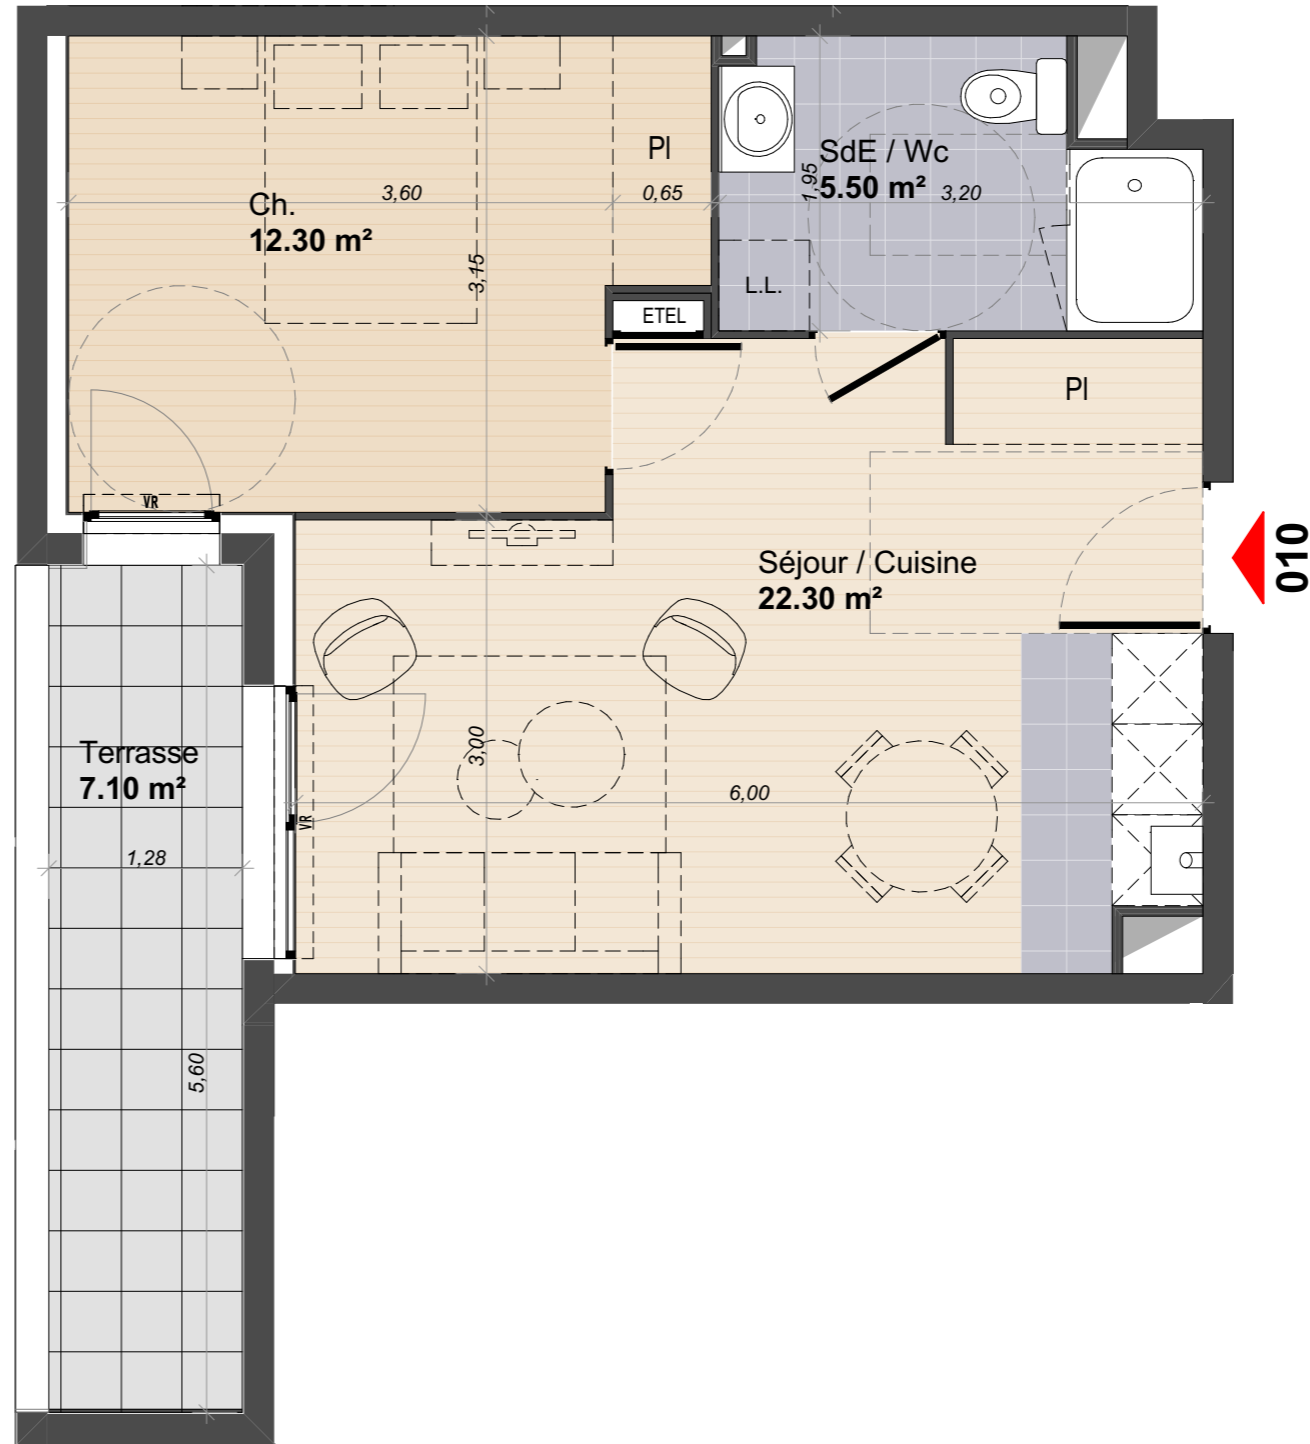 Pl
SdE / Wc
5.50 m²
1,95
3,20
3,60
0,65
Ch.
12.30 m²
3,15
L.L.
ETEL
Pl
VR
010
Séjour / Cuisine
22.30 m²
Terrasse
7.10 m²
3,00
6,00
VR
1,28
5,60